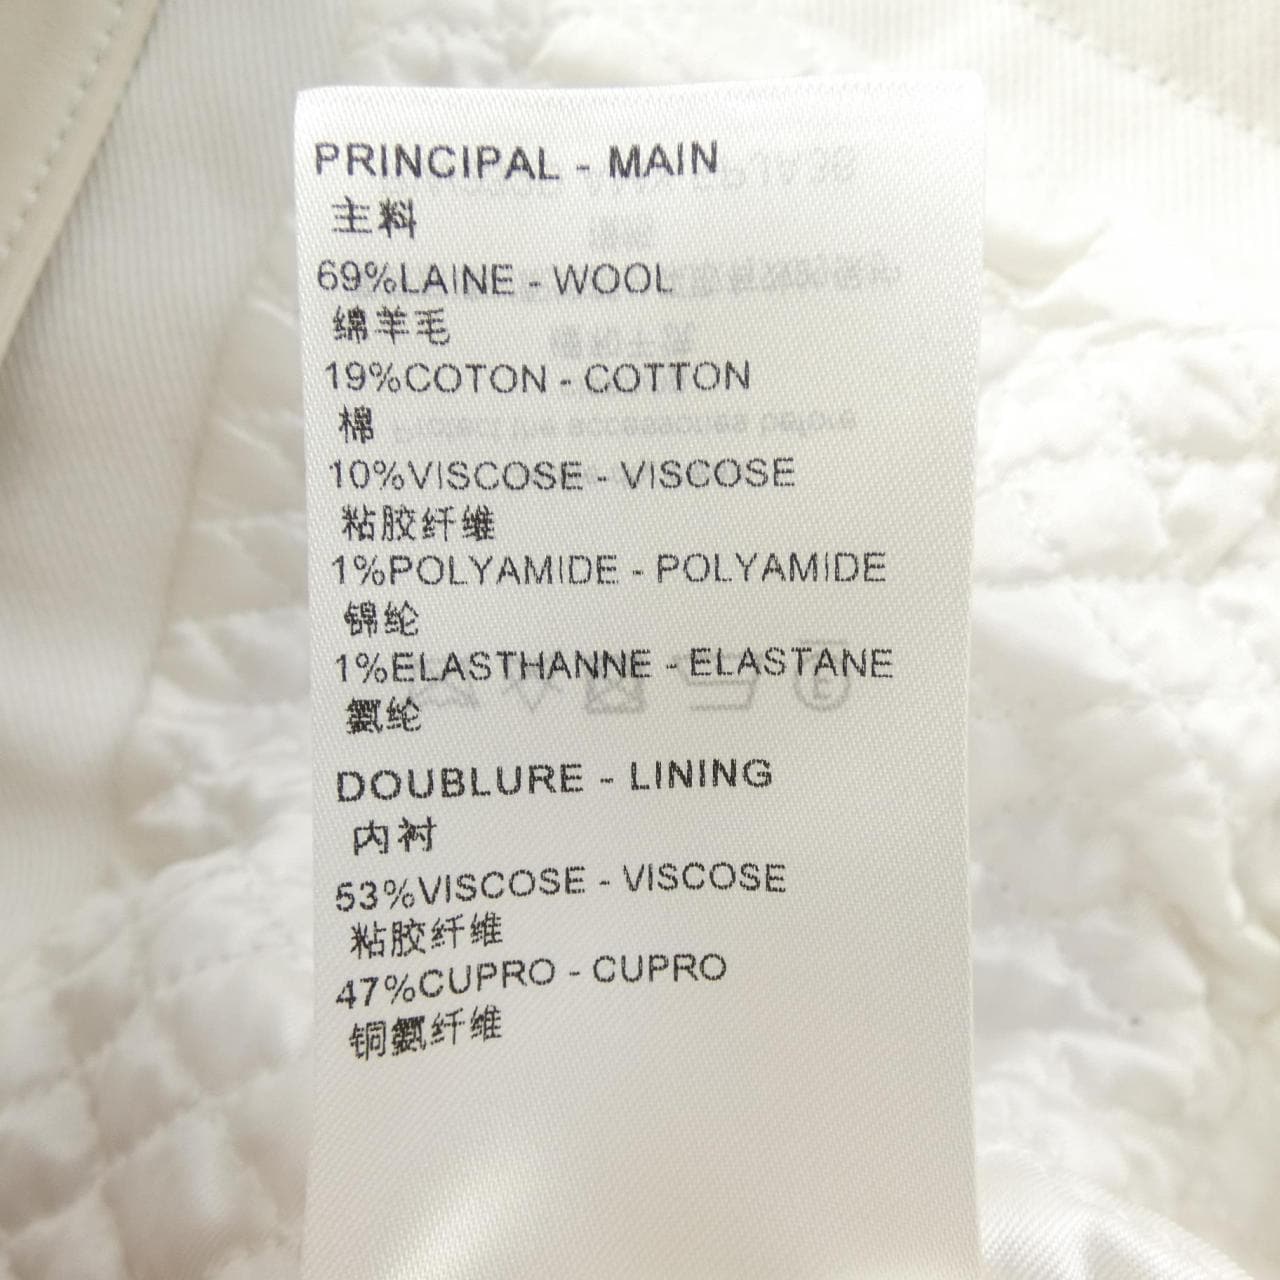 PRINCIPAL - MAIN
主料
69%LAINE - WOOL
绵羊毛
19%COTON - COTTON
棉
10%VISCOSE - VISCOSE
粘胶纤维
1%POLYAMIDE - POLYAMIDE
锦纶
1%ELASTHANNE - ELASTANE
氨纶
DOUBLURE - LINING
内衬
53%VISCOSE - VISCOSE
粘胶纤维
47%CUPRO - CUPRO
铜氨纤维